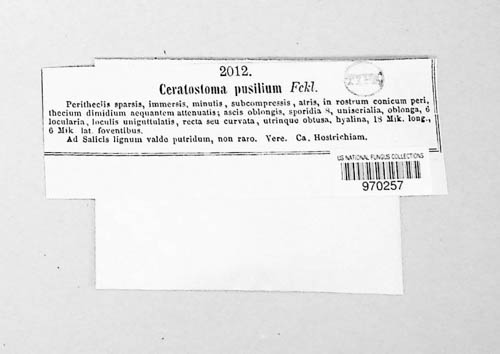 2012.
Ceratostoma pusilium Fckl.
Peritheciis sparsis, immersis, minutis, subcompressis, atris, in rostrum conicum peri,
thecium dimidium aequantem attenuatis; ascis oblongis, sporidia 8, uniserialia, oblonga, 6
locularia, loculis uniguttulatis, recta seu curvata, utrinque obtusa, hyalina, 18 Mik. long.,
6 Mik. lat. foventibus.
Ad Salicis lignum valde putridum, non raro. Vere. Ca. Hostrichiam.
US NATIONAL FUNGUS COLLECTIONS
970257